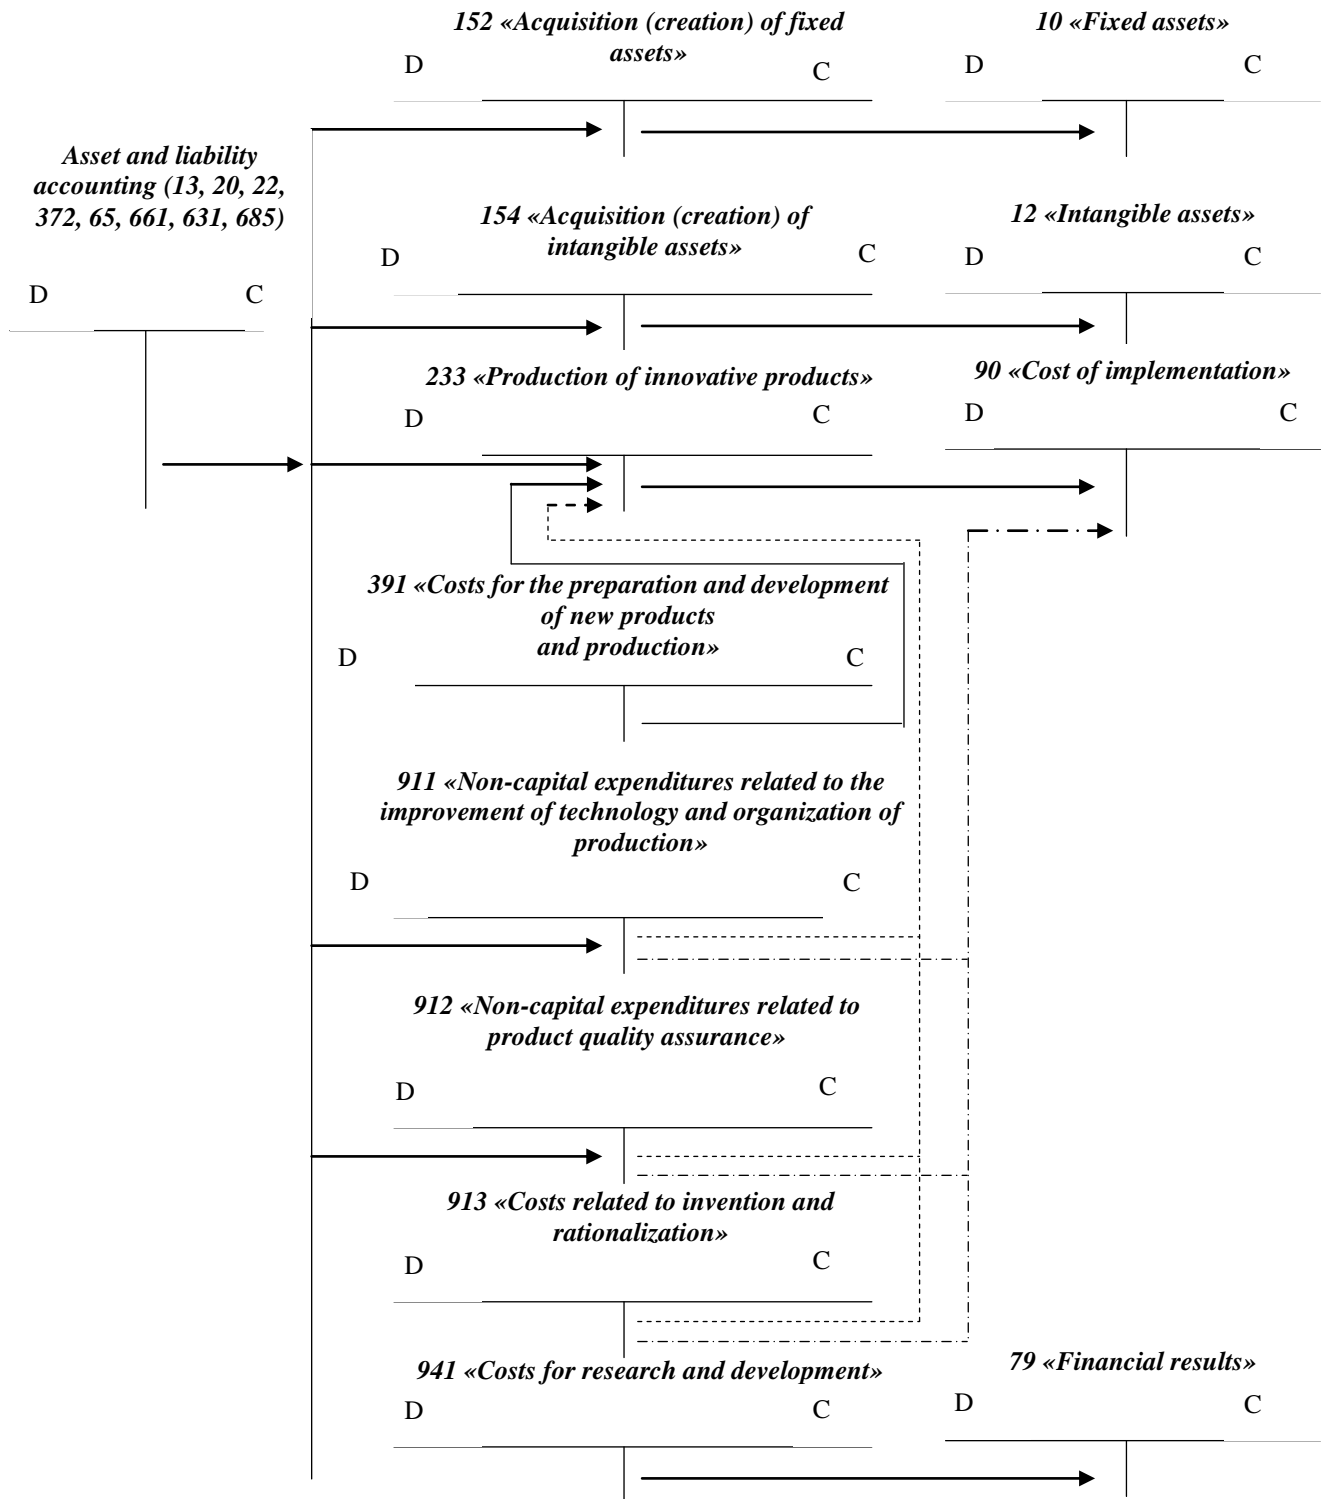 152 «Acquisition (creation) of fixed
assets»
D
C
10 «Fixed assets»
D
C
Asset and liability
accounting (13, 20, 22,
372, 65, 661, 631, 685)
D
C
154 «Acquisition (creation) of
intangible assets»
D
C
12 «Intangible assets»
D
C
233 «Production of innovative products»
D
C
90 «Cost of implementation»
D
C
391 «Costs for the preparation and development
of new products
and production»
D
C
911 «Non-capital expenditures related to the
improvement of technology and organization of
production»
D
C
912 «Non-capital expenditures related to
product quality assurance»
D
C
913 «Costs related to invention and
rationalization»
D
C
941 «Costs for research and development»
D
C
79 «Financial results»
D
C